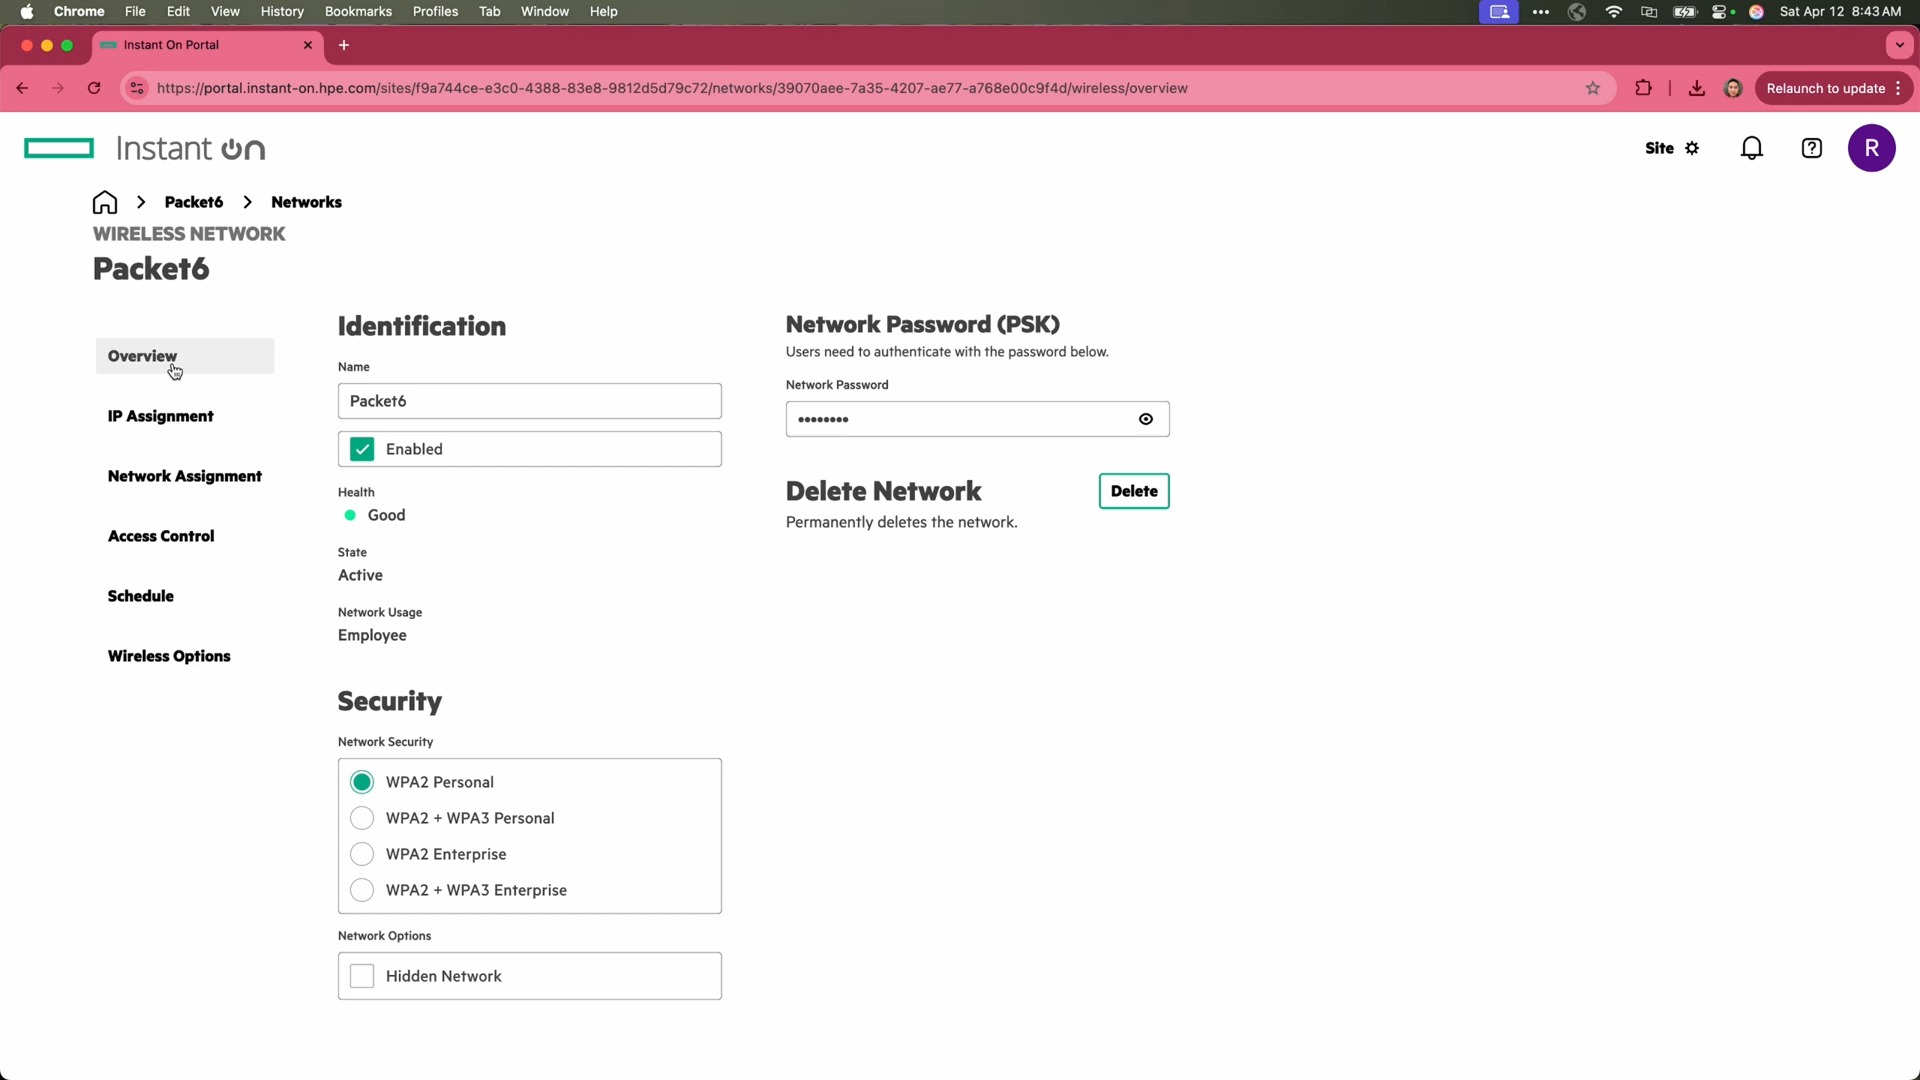 Chrome File Edit View History Bookmarks Profiles Tab Window Help Sat Apr 12 8:43 AM
Instant On Portal
https://portal.instant-on.hpe.com/sites/f9a744ce-e3c0-4388-83e8-9812d5d79c72/networks/39070aee-7a35-4207-ae77-a768e00c9f4d/wireless/overview Relaunch to update
Instant On Site R
Packet6 > Networks
WIRELESS NETWORK
Packet6
Overview
IP Assignment
Network Assignment
Access Control
Schedule
Wireless Options
Identification
Name
Packet6
Enabled
Health
Good
State
Active
Network Usage
Employee
Security
Network Security
WPA2 Personal
WPA2 + WPA3 Personal
WPA2 Enterprise
WPA2 + WPA3 Enterprise
Network Options
Hidden Network
Network Password (PSK)
Users need to authenticate with the password below.
Network Password
••••••••
Delete Network
Delete
Permanently deletes the network.